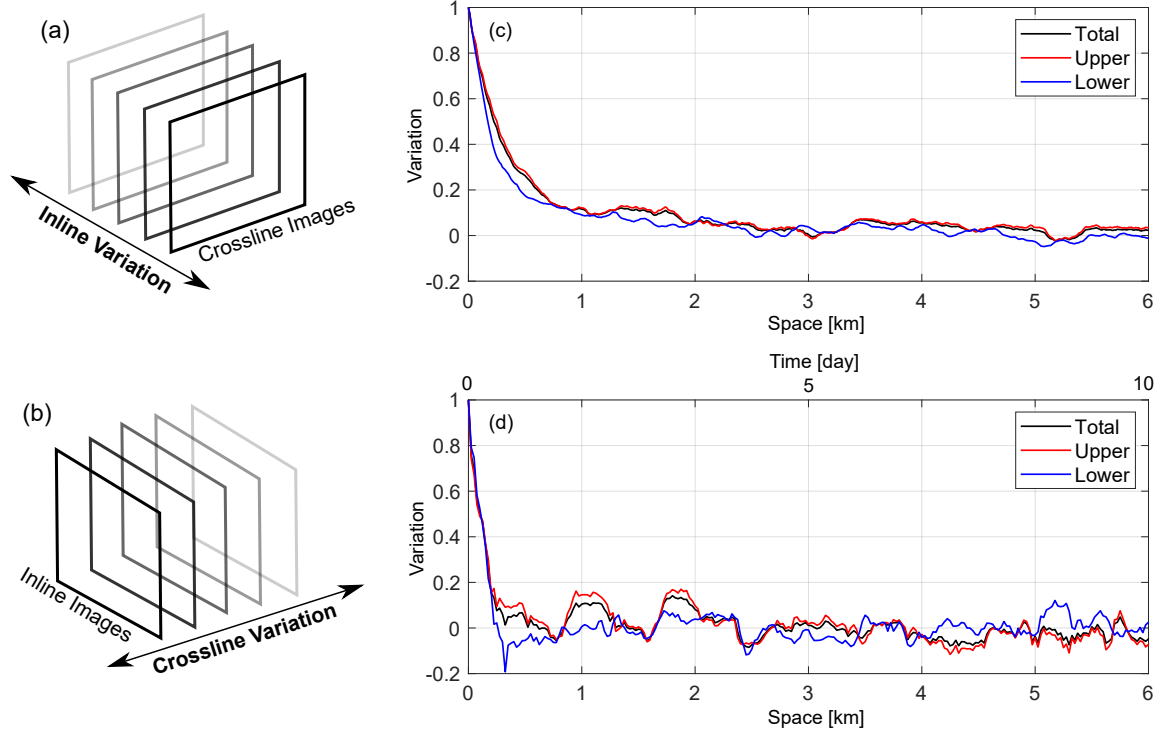 (a)
Inline Variation
Crossline Images
(c)
Total
Upper
Lower
Variation
1
0.8
0.6
0.4
0.2
0
-0.2
0 1 2 3 4 5 6
Space [km]
(b)
Inline Images
Crossline Variation
Time [day]
0 5 10
(d)
Total
Upper
Lower
Variation
1
0.8
0.6
0.4
0.2
0
-0.2
0 1 2 3 4 5 6
Space [km]